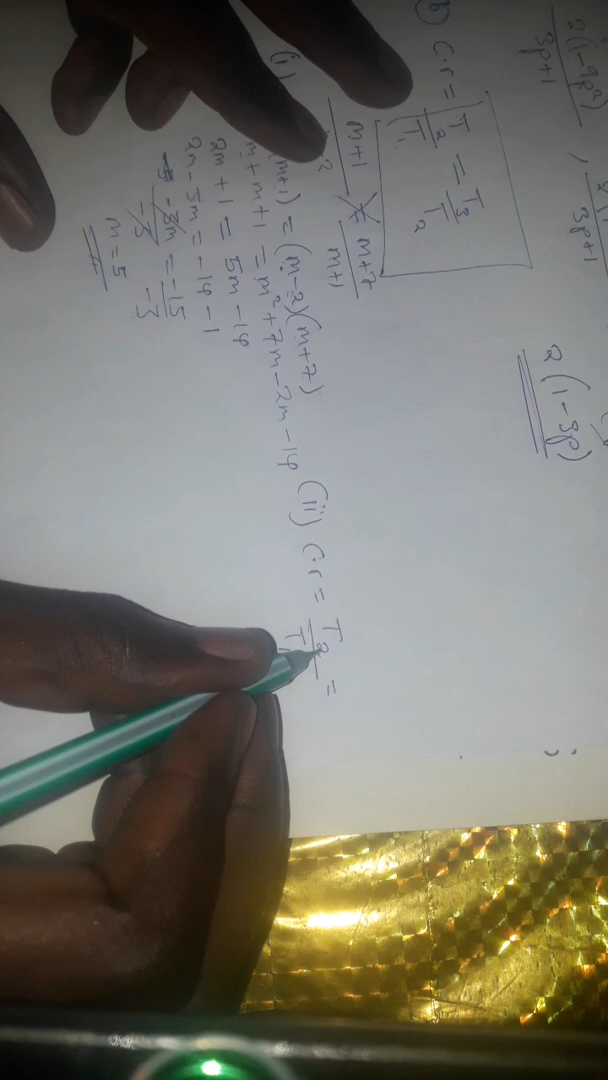 2(1-9p²)
3p+1
,
3p+1
2(1-3p)
b) C.r = T2/T1 = T3/T2
(i) m+1/-2 = m+7/m+1
m+1) = (m-2)(m+7)
m+m+1 = m²+7m-2m-14
2m+1 = 5m-14
2m-5m = -14-1
-3m/-3 = -15/-3
m=5
(ii) C.r = T2/T =